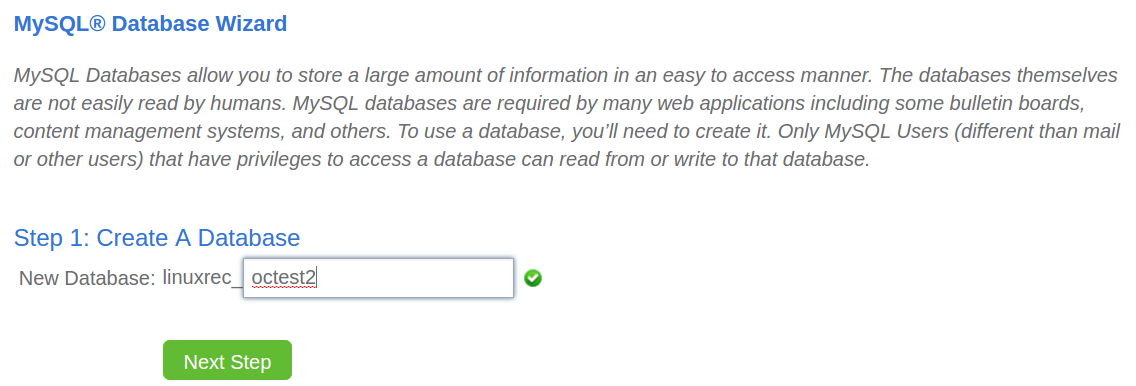 MySQL® Database Wizard
MySQL Databases allow you to store a large amount of information in an easy to access manner. The databases themselves
are not easily read by humans. MySQL databases are required by many web applications including some bulletin boards,
content management systems, and others. To use a database, you’ll need to create it. Only MySQL Users (different than mail
or other users) that have privileges to access a database can read from or write to that database.
Step 1: Create A Database
New Database: linuxrec_ octest2
Next Step